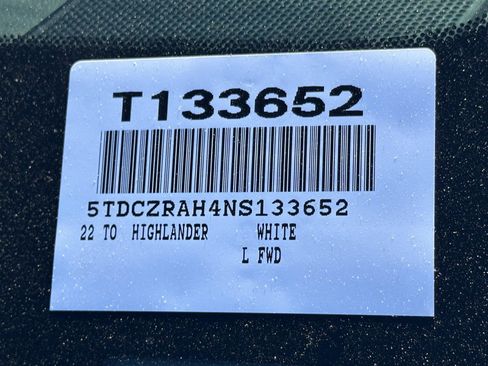 T133652
5TDCZRAH4NS133652
22 TO HIGHLANDER WHITE
L FWD